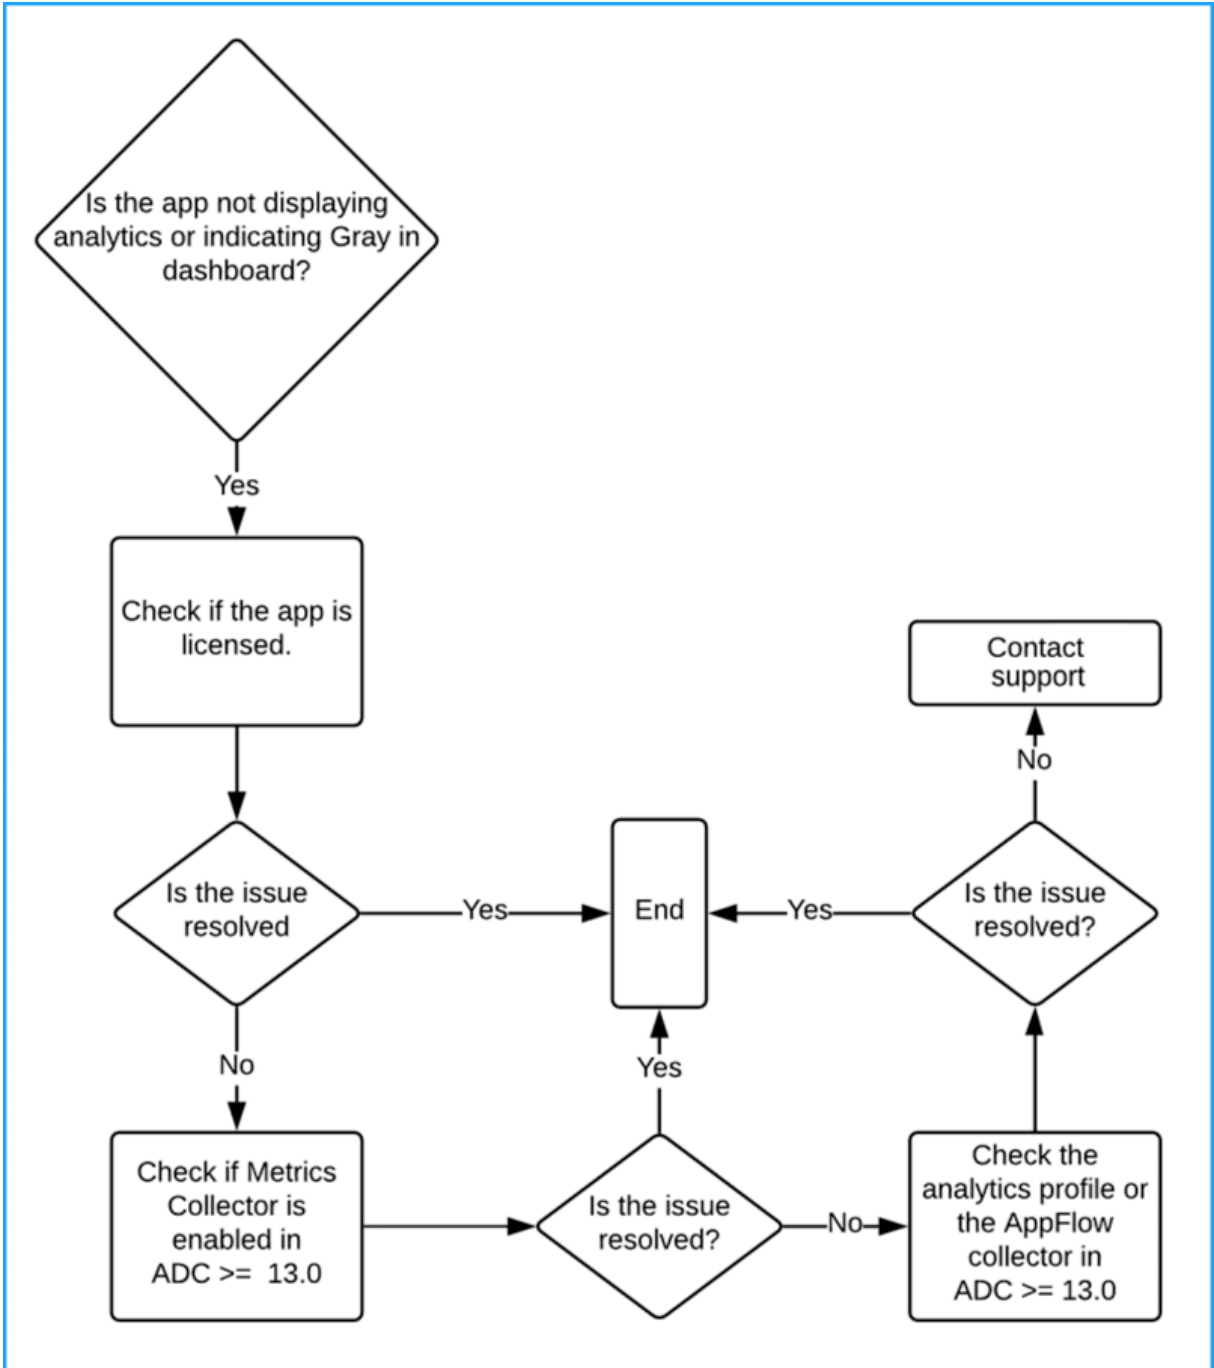 Is the app not displaying
analytics or indicating Gray in
dashboard?
Yes
Check if the app is
licensed.
Is the issue
resolved
Yes
End
No
Check if Metrics
Collector is
enabled in
ADC >= 13.0
Is the issue
resolved?
Yes
No
Check the
analytics profile or
the AppFlow
collector in
ADC >= 13.0
Is the issue
resolved?
Yes
No
Contact
support